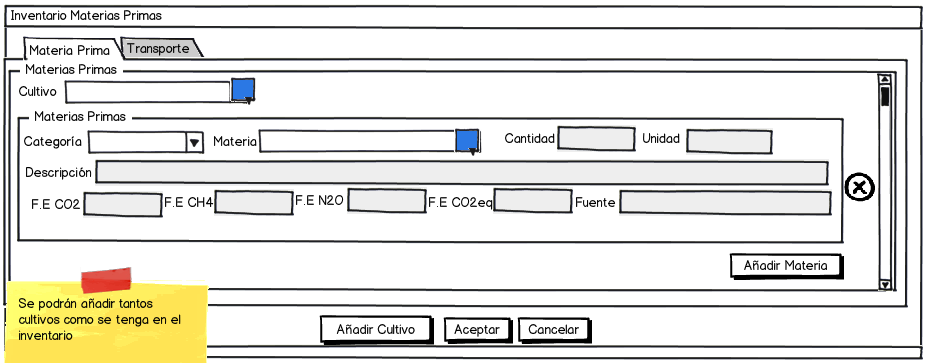 Inventario Materias Primas
Materia Prima Transporte
Materias Primas
Cultivo
Materias Primas
Categoría Materia Cantidad Unidad
Descripción
F.E CO2 F.E CH4 F.E N2O F.E CO2eq Fuente
Añadir Materia
Se podrán añadir tantos
cultivos como se tenga en el
inventario
Añadir Cultivo Aceptar Cancelar